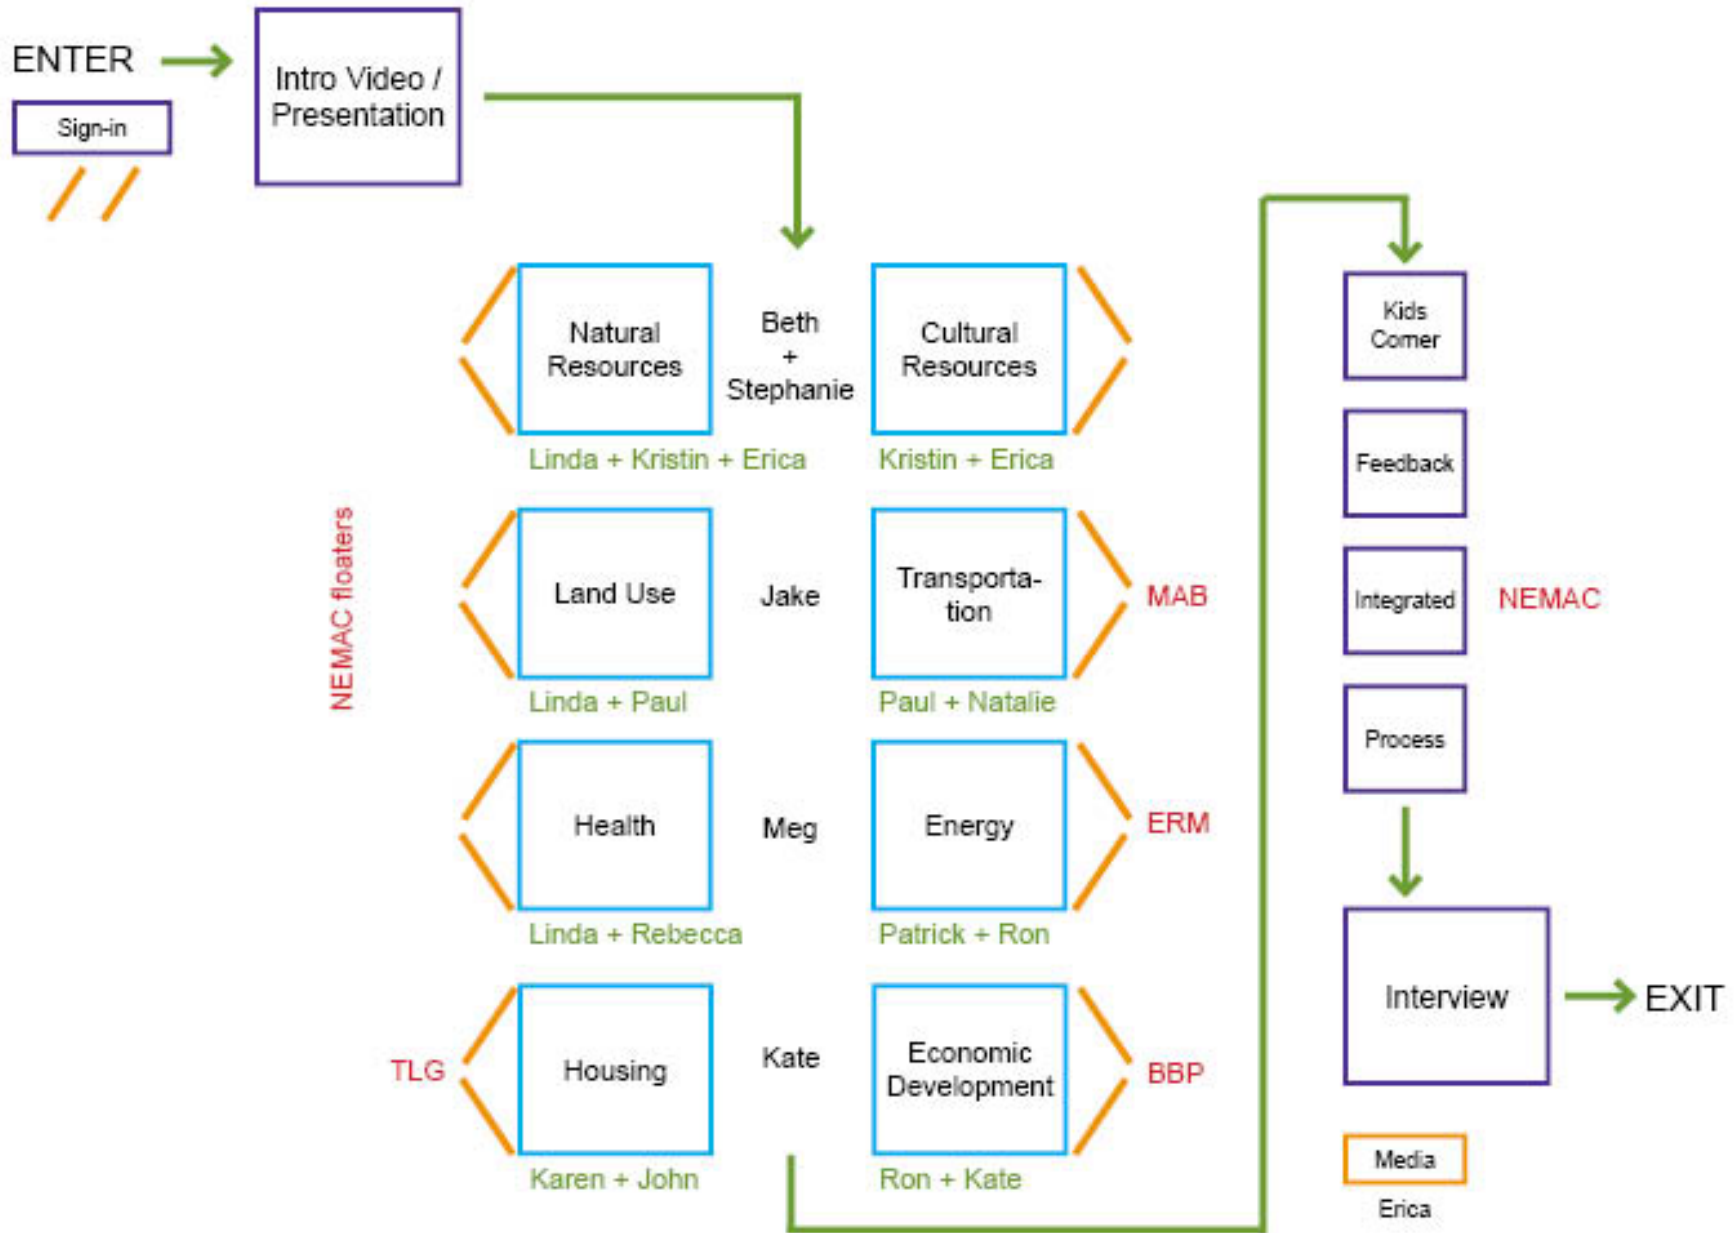 ENTER
Sign-in
Intro Video /
Presentation
Natural
Resources
Beth
+
Stephanie
Cultural
Resources
Linda + Kristin + Erica
Kristin + Erica
NEMAC floaters
Land Use
Jake
Transporta-
tion
MAB
Linda + Paul
Paul + Natalie
Health
Meg
Energy
ERM
Linda + Rebecca
Patrick + Ron
TLG
Housing
Kate
Economic
Development
BBP
Karen + John
Ron + Kate
Kids
Corner
Feedback
Integrated
NEMAC
Process
Interview
EXIT
Media
Erica